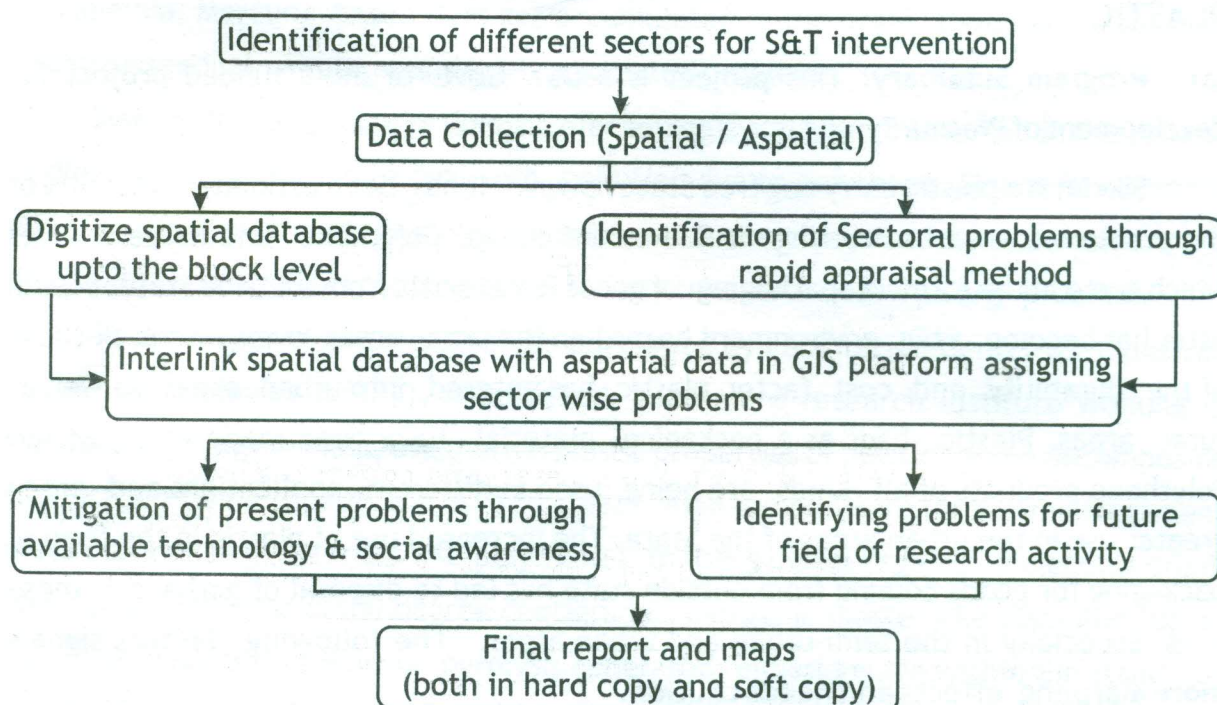 Identification of different sectors for S&T intervention
Data Collection (Spatial / Aspatial)
Digitize spatial database
upto the block level
Identification of Sectoral problems through
rapid appraisal method
Interlink spatial database with aspatial data in GIS platform assigning
sector wise problems
Mitigation of present problems through
available technology & social awareness
Identifying problems for future
field of research activity
Final report and maps
(both in hard copy and soft copy)